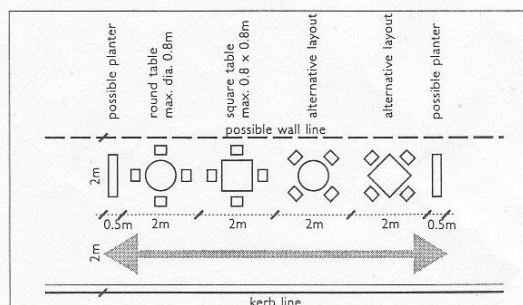 possible planter
round table
max. dia. 0.8m
square table
max. 0.8 x 0.8m
alternative layout
alternative layout
possible planter
possible wall line
2m
0.5m
2m
2m
2m
2m
0.5m
2m
kerb line